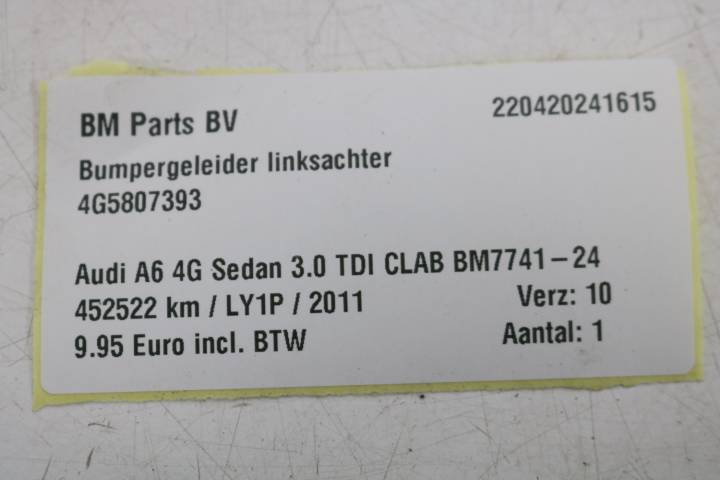 BM Parts BV 220420241615
Bumpergeleider linksachter
4G5807393
Audi A6 4G Sedan 3.0 TDI CLAB BM7741-24
452522 km / LY1P / 2011 Verz: 10
9.95 Euro incl. BTW Aantal: 1